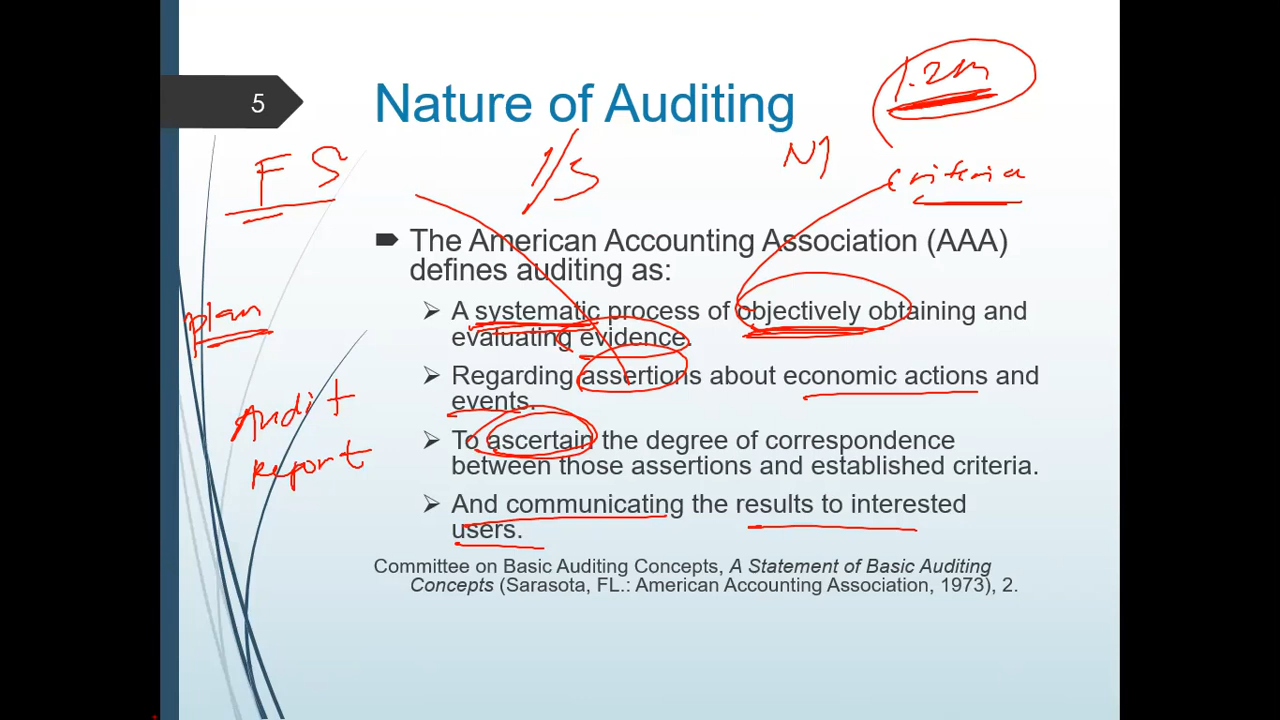 5
Nature of Auditing
1.2m
F S
I/S
NI
criteria
The American Accounting Association (AAA)
defines auditing as:
A systematic process of objectively obtaining and
evaluating evidence.
plan
Regarding assertions about economic actions and
events.
Audit
report
To ascertain the degree of correspondence
between those assertions and established criteria.
And communicating the results to interested
users.
Committee on Basic Auditing Concepts, A Statement of Basic Auditing
Concepts (Sarasota, FL.: American Accounting Association, 1973), 2.